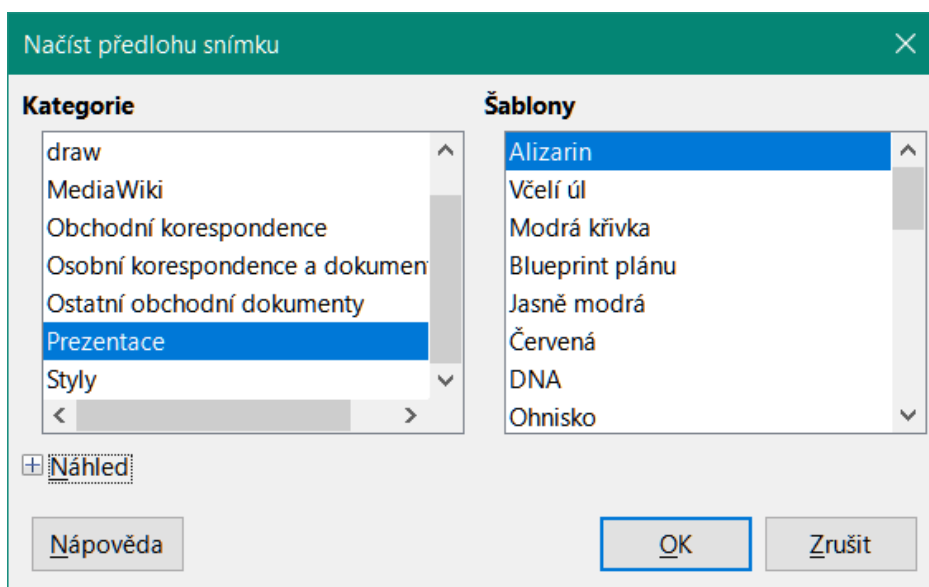 Načíst předlohu snímku
Kategorie
draw
MediaWiki
Obchodní korespondence
Osobní korespondence a dokumen
Ostatní obchodní dokumenty
Prezentace
Styly
Šablony
Alizarin
Včelí úl
Modrá křivka
Blueprint plánu
Jasně modrá
Červená
DNA
Ohnisko
Náhled
Nápověda
OK
Zrušit